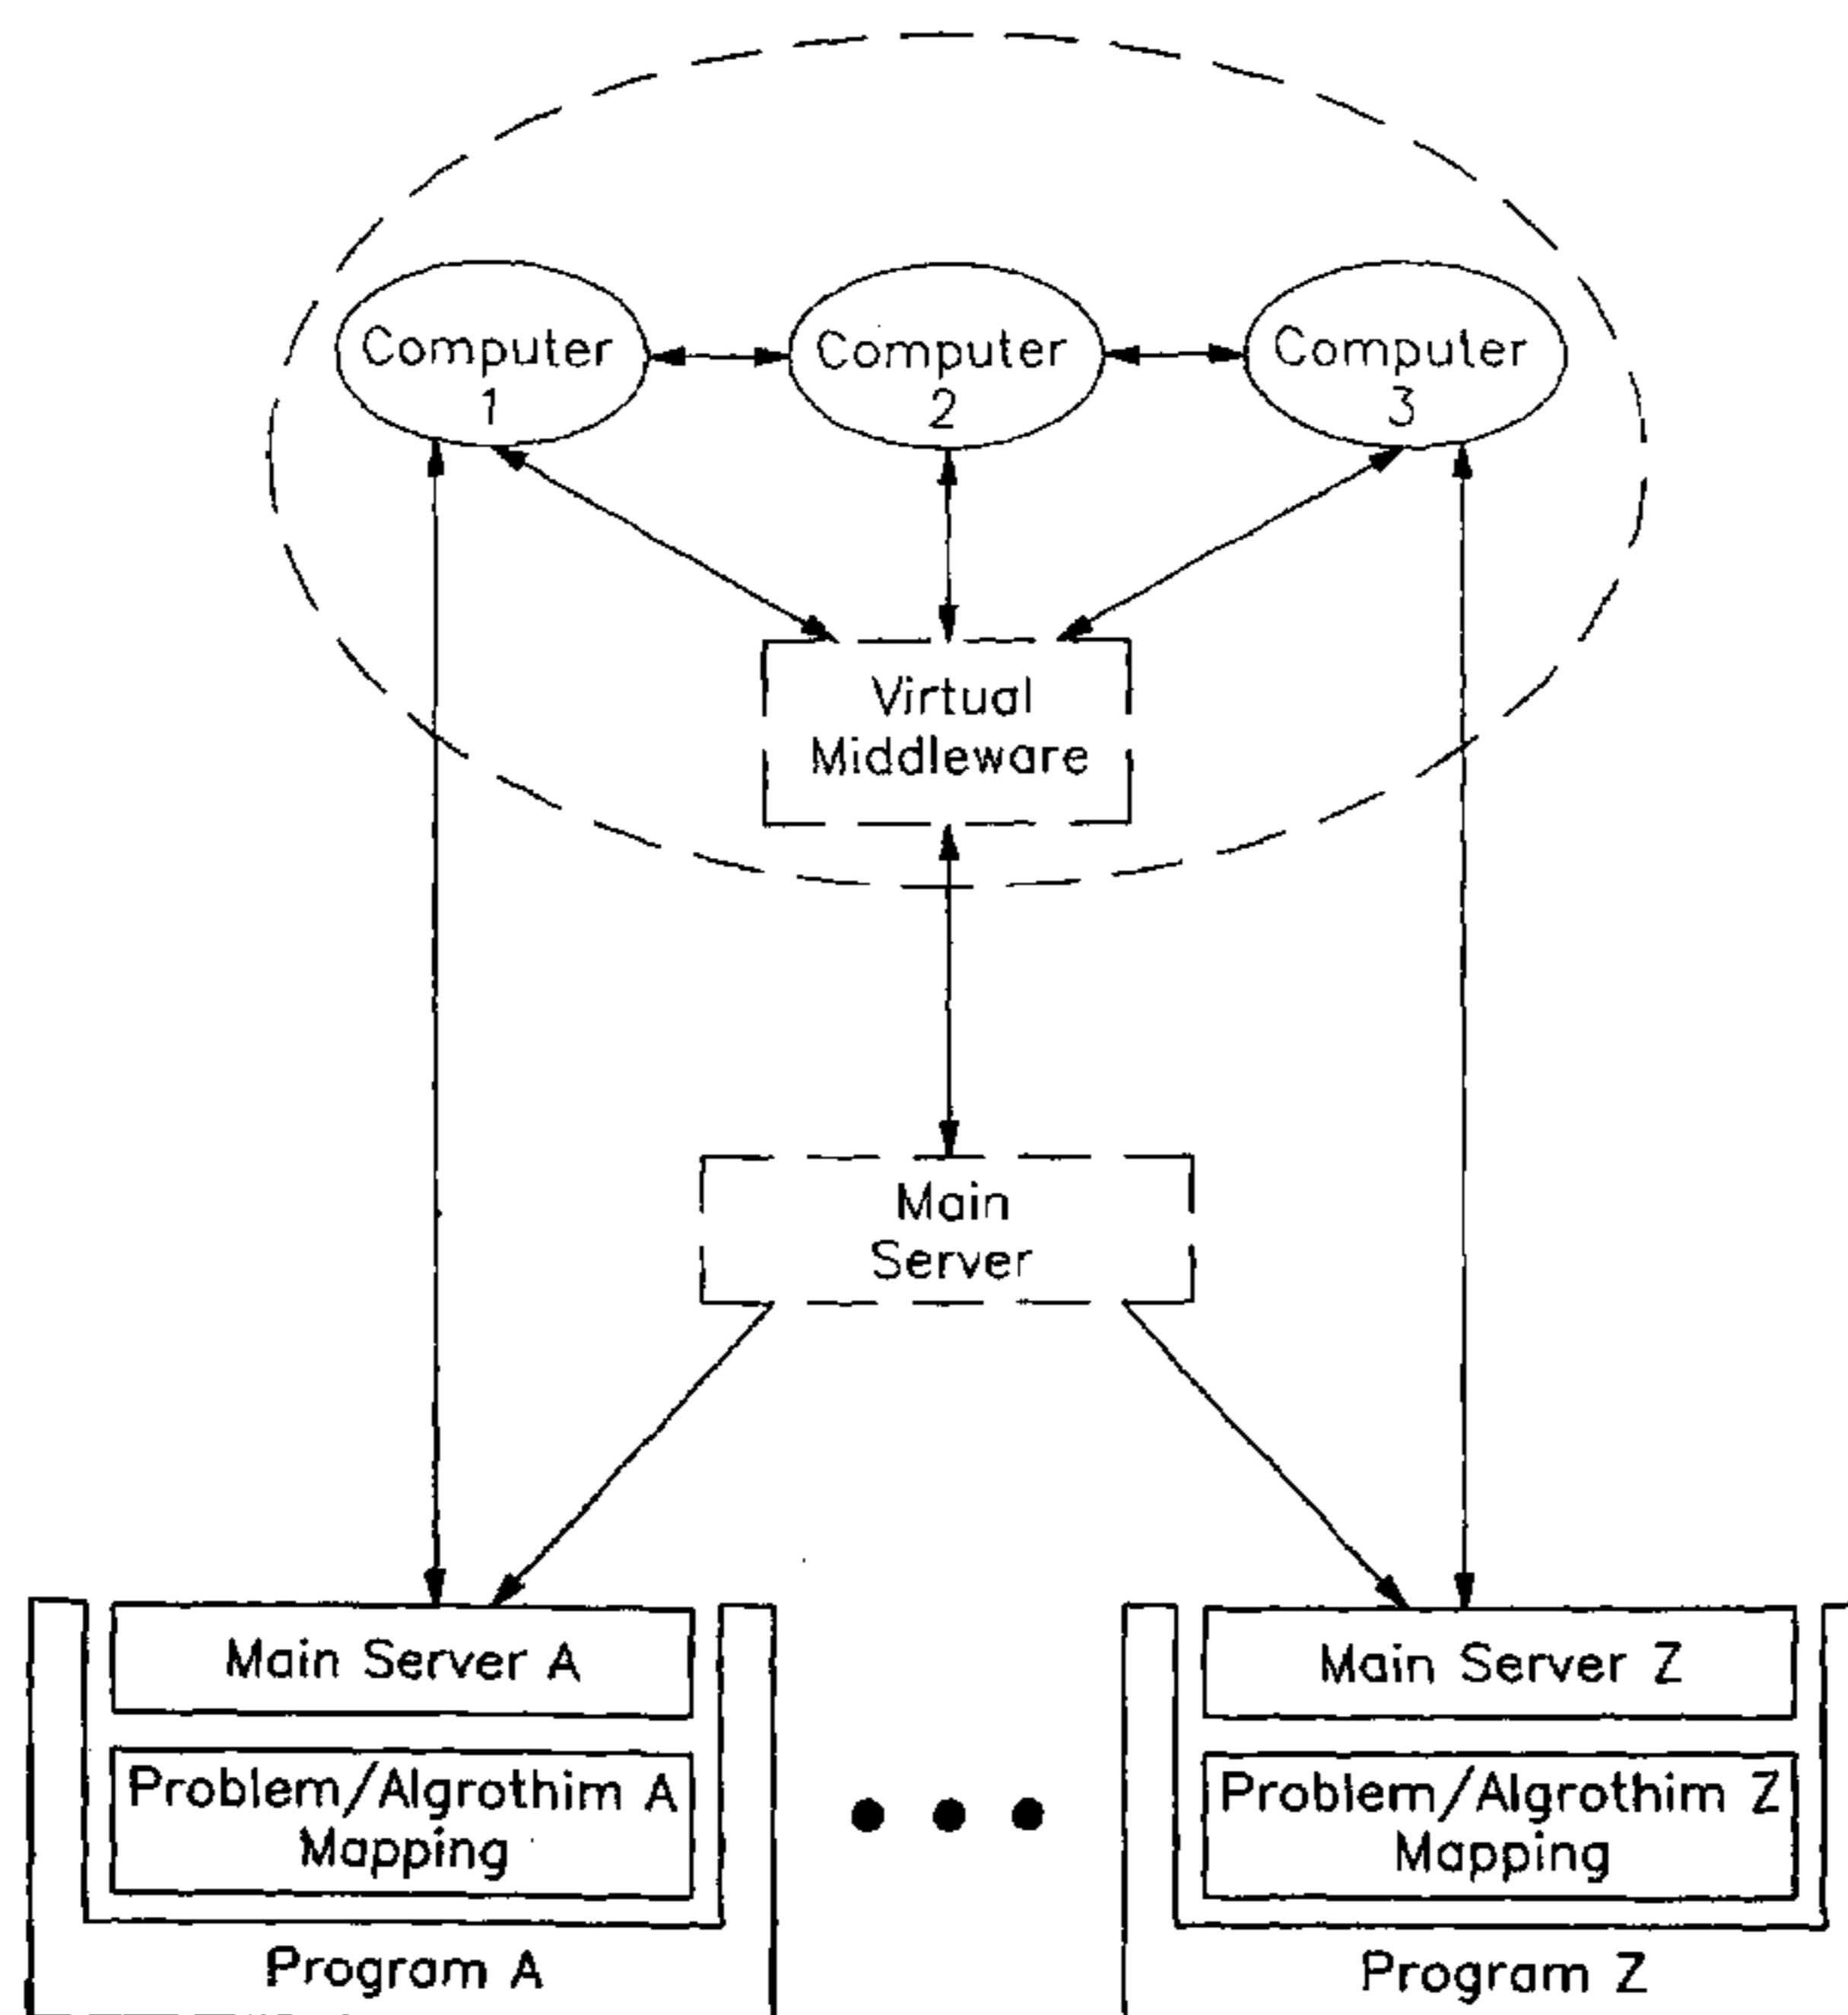 Computer
1
Computer
2
Computer
3
Virtual
Middleware
Main
Server
Main Server A
Problem/Algrothim A
Mapping
Program A
Main Server Z
Problem/Algrothim Z
Mapping
Program Z